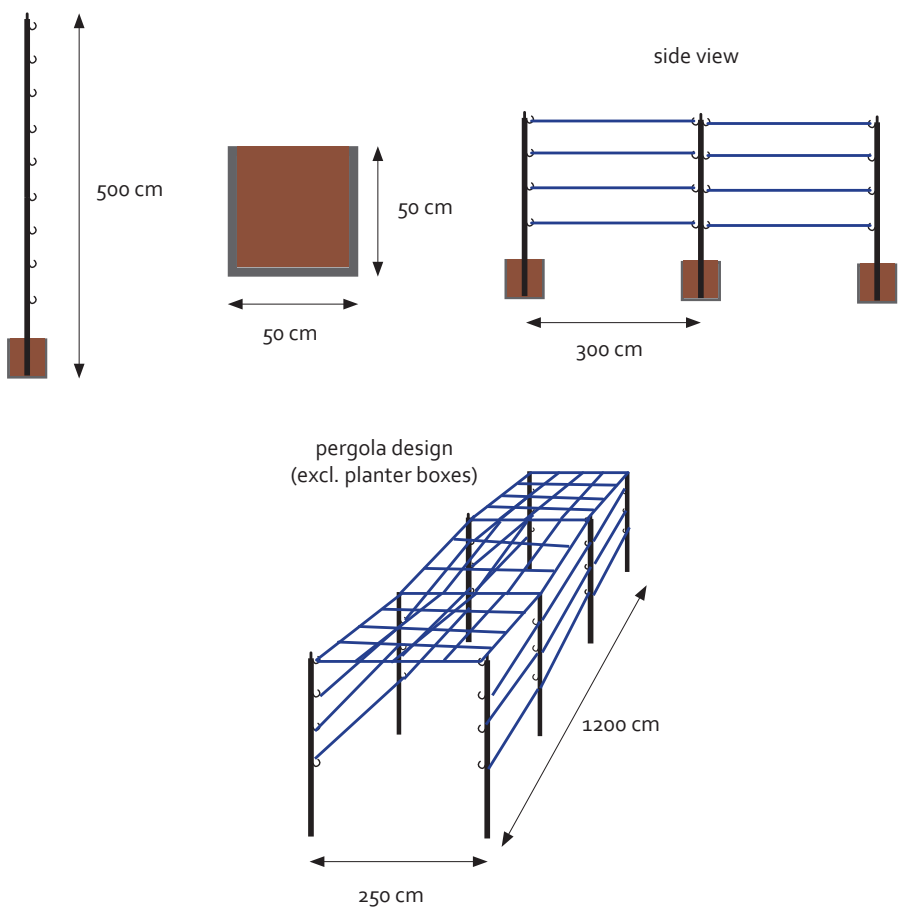 side view
500 cm
50 cm
50 cm
300 cm
pergola design
(excl. planter boxes)
1200 cm
250 cm